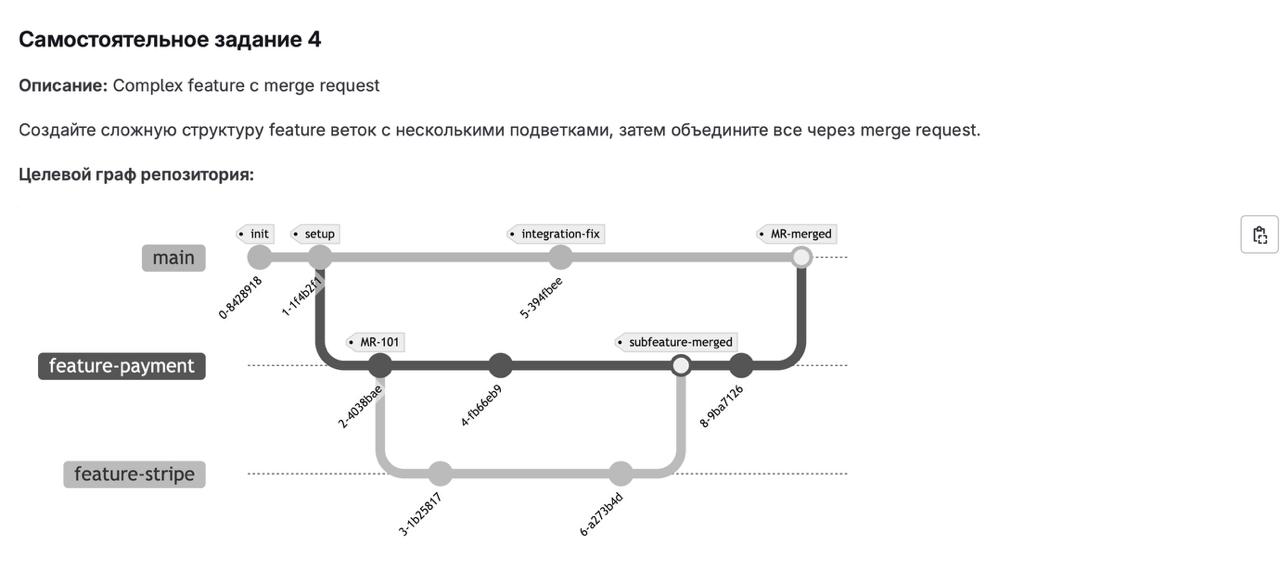 Самостоятельное задание 4
Описание: Complex feature с merge request
Создайте сложную структуру feature веток с несколькими подветками, затем объедините все через merge request.
Целевой граф репозитория:
init
setup
integration-fix
MR-merged
main
0-8428918
1-1f4b2f1
5-394fbee
MR-101
subfeature-merged
feature-payment
2-4038bae
4-fb66eb9
8-9ba7126
feature-stripe
3-1b25817
6-a273b4d